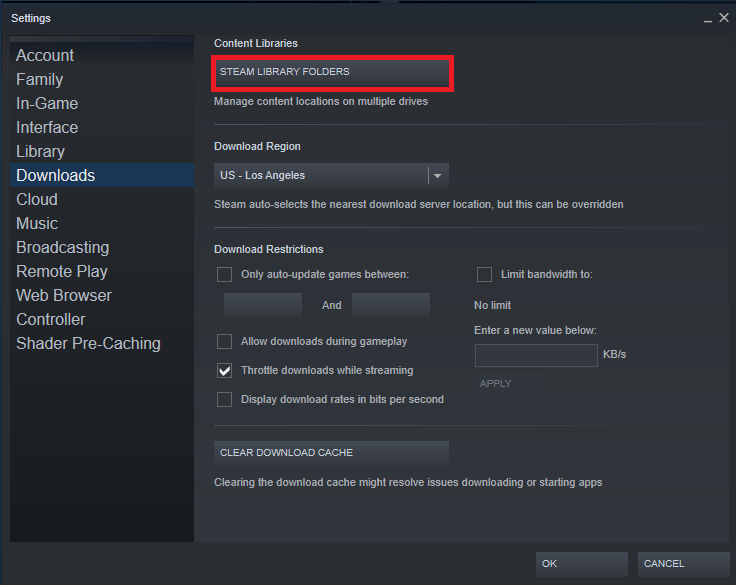 Settings
Account
Family
In-Game
Interface
Library
Downloads
Cloud
Music
Broadcasting
Remote Play
Web Browser
Controller
Shader Pre-Caching
Content Libraries
STEAM LIBRARY FOLDERS
Manage content locations on multiple drives
Download Region
US - Los Angeles
Steam auto-selects the nearest download server location, but this can be overridden
Download Restrictions
Only auto-update games between:
And
Allow downloads during gameplay
Throttle downloads while streaming
Display download rates in bits per second
Limit bandwidth to:
No limit
Enter a new value below:
KB/s
APPLY
CLEAR DOWNLOAD CACHE
Clearing the download cache might resolve issues downloading or starting apps
OK
CANCEL